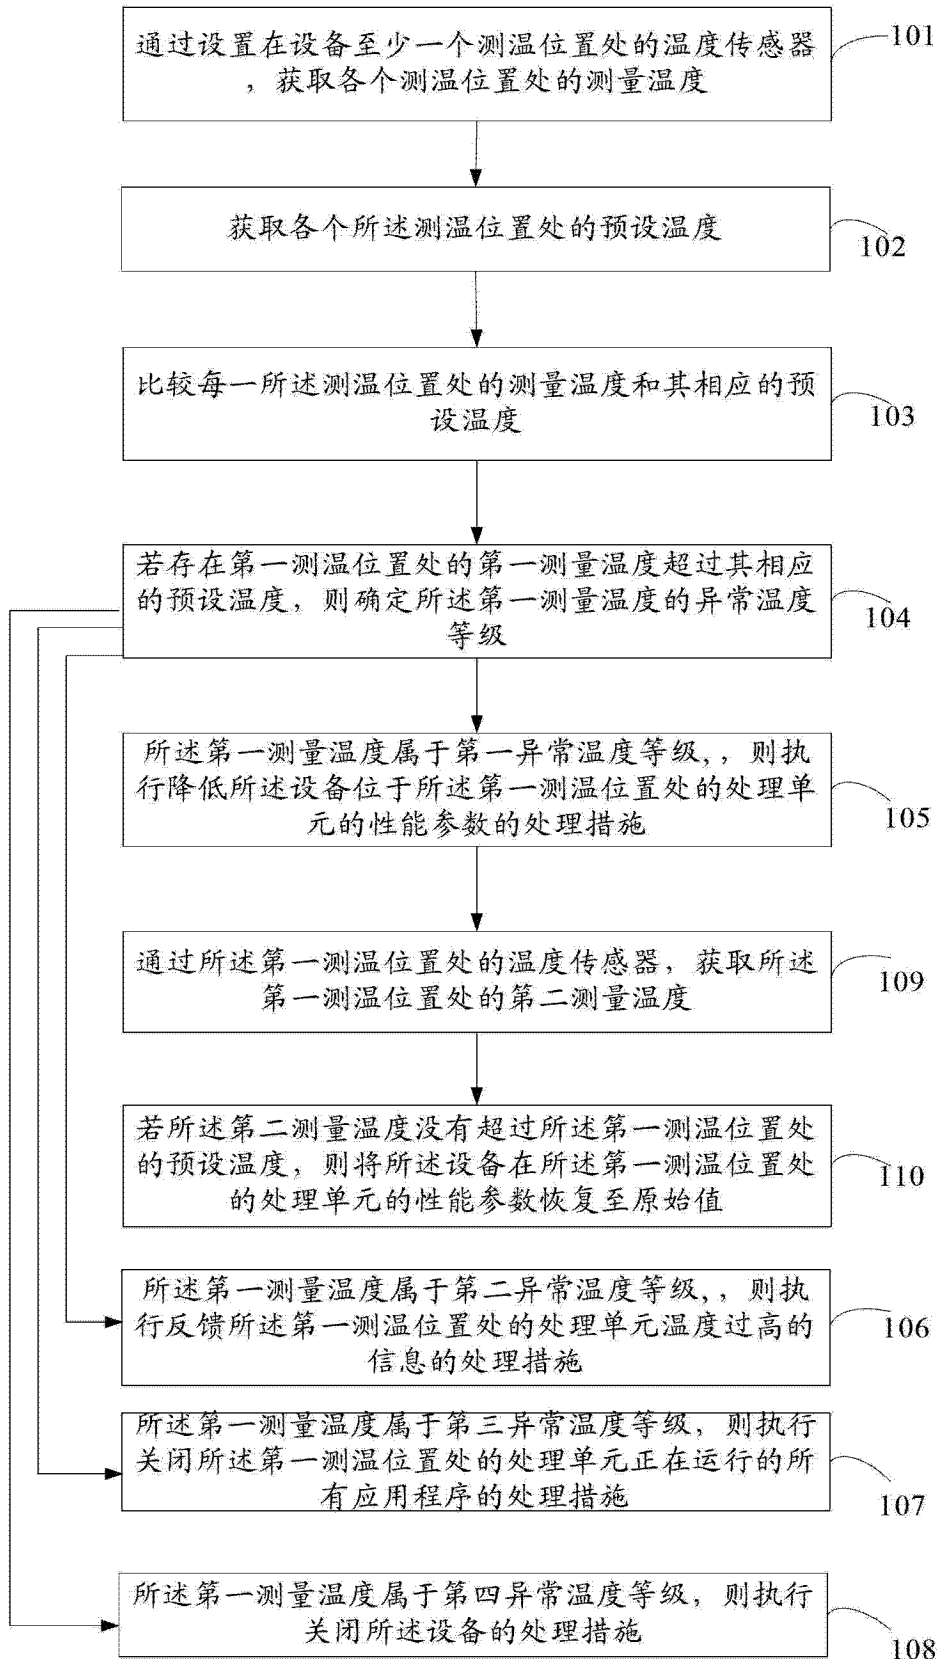 通过设置在设备至少一个测温位置处的温度传感器
，获取各个测温位置处的测量温度
101
获取各个所述测温位置处的预设温度
102
比较每一所述测温位置处的测量温度和其相应的预
设温度
103
若存在第一测温位置处的第一测量温度超过其相应
的预设温度，则确定所述第一测量温度的异常温度
等级
104
所述第一测量温度属于第一异常温度等级，，则执
行降低所述设备位于所述第一测温位置处的处理单
元的性能参数的处理措施
105
通过所述第一测温位置处的温度传感器，获取所述
第一测温位置处的第二测量温度
109
若所述第二测量温度没有超过所述第一测温位置处
的预设温度，则将所述设备在所述第一测温位置处
的处理单元的性能参数恢复至原始值
110
所述第一测量温度属于第二异常温度等级，，则执
行反馈所述第一测温位置处的处理单元温度过高的
信息的处理措施
106
所述第一测量温度属于第三异常温度等级，则执行
关闭所述第一测温位置处的处理单元正在运行的所
有应用程序的处理措施
107
所述第一测量温度属于第四异常温度等级，则执行
关闭所述设备的处理措施
108